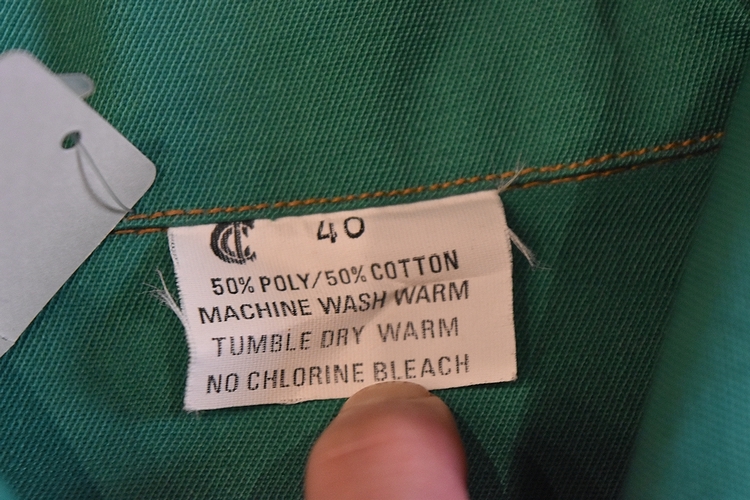 40
50% POLY/50% COTTON
MACHINE WASH WARM
TUMBLE DRY WARM
NO CHLORINE BLEACH